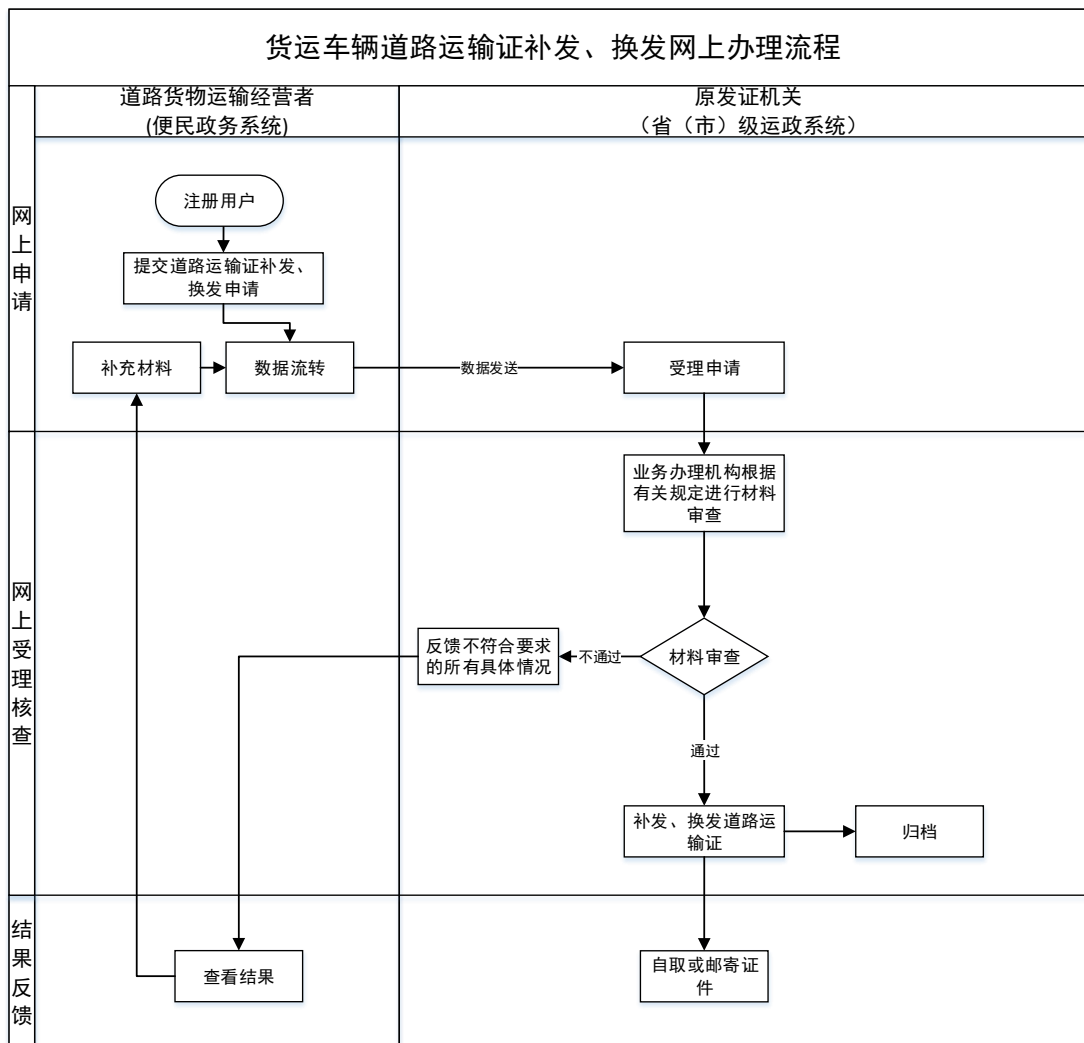 货运车辆道路运输证补发、换发网上办理流程
道路货物运输经营者
(便民政务系统)
原发证机关
（省（市）级运政系统）
网上申请
注册用户
提交道路运输证补发、
换发申请
补充材料
数据流转
数据发送
受理申请
网上受理核查
业务办理机构根据
有关规定进行材料
审查
反馈不符合要求
的所有具体情况
不通过
材料审查
通过
补发、换发道路运
输证
归档
结果反馈
查看结果
自取或邮寄证
件